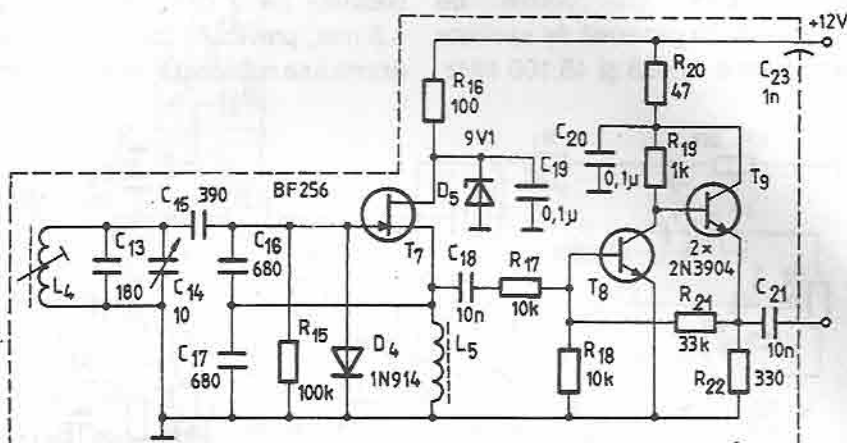 +12V
C23
1n
R16
100
R20
47
C20
0,1µ
R19
1k
T9
9V1
D5
C19
0,1µ
2×
2N3904
C15
390
BF256
T7
T8
C13
180
C14
10
L4
C16
680
C18
10n
R17
10k
R21
33k
C21
10n
C17
680
R15
100k
D4
1N914
L5
R18
10k
R22
330